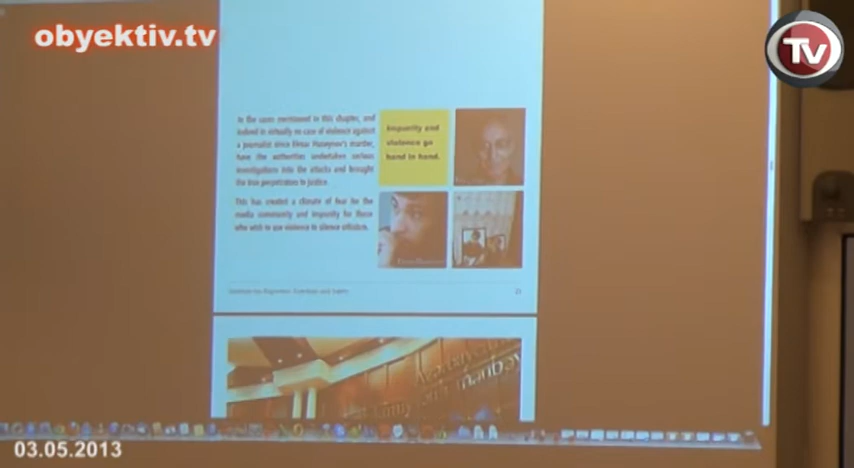 obyektiv.tv
TV
In the cases mentioned in this chapter, and
indeed in virtually no case of violence against
a journalist since Elmar Huseynov's murder,
have the authorities undertaken serious
investigations into the attacks and brought
the true perpetrators to justice.
This has created a climate of fear for the
media community and impunity for those
who wish to use violence to silence criticism.
Impunity and
violence go
hand in hand.
03.05.2013